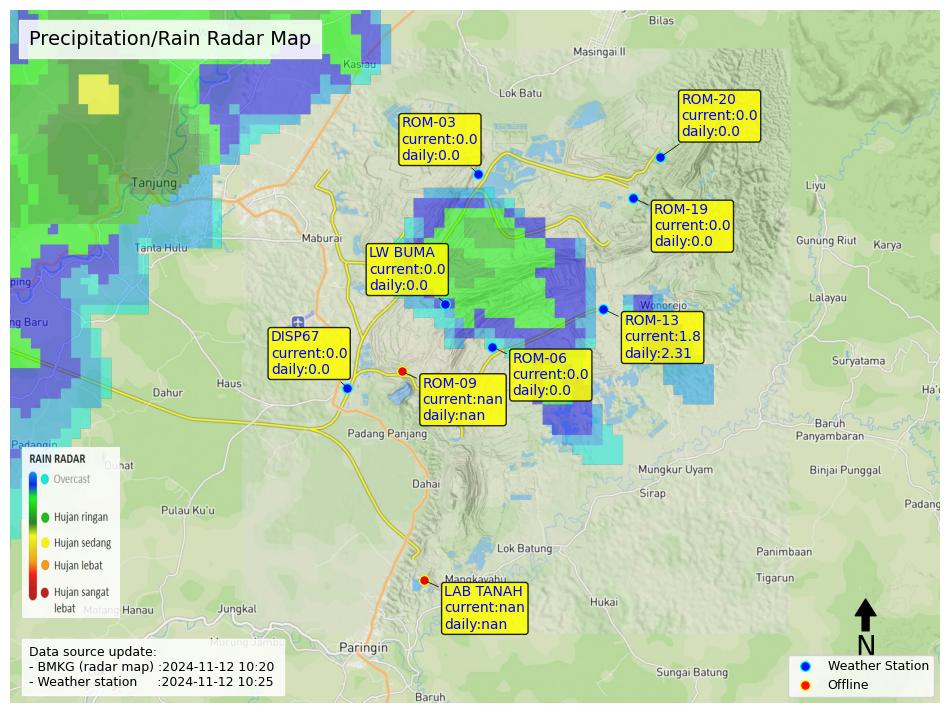 Precipitation/Rain Radar Map
Bilas
Masingai II
Kasiau
Lok Batu
ROM-20
current:0.0
daily:0.0
ROM-03
current:0.0
daily:0.0
Tanjung
Liyu
ROM-19
current:0.0
daily:0.0
Maburai
Tanta Hulu
Gunung Riut
Karya
LW BUMA
current:0.0
daily:0.0
ping
Lalayau
Wonorejo
ng Baru
ROM-13
current:1.8
daily:2.31
DISP67
current:0.0
daily:0.0
ROM-06
current:0.0
daily:0.0
Suryatama
Haus
Dahur
ROM-09
current:nan
daily:nan
Ha'u
Baruh
Panyambaran
Padang Panjang
Padangin
RAIN RADAR
Overcast
Hujan ringan
Hujan sedang
Hujan lebat
Hujan sangat
lebat
Mungkur Uyam
Binjai Punggal
Dahai
Sirap
Pulau Ku'u
Padang
Lok Batung
Panimbaan
Mangkayahu
Tigarun
LAB TANAH
current:nan
daily:nan
Hukai
Matang Hanau
Jungkal
Murung Jambu
Paringin
N
Data source update:
- BMKG (radar map) :2024-11-12 10:20
- Weather station :2024-11-12 10:25
Sungai Batung
Weather Station
Offline
Baruh